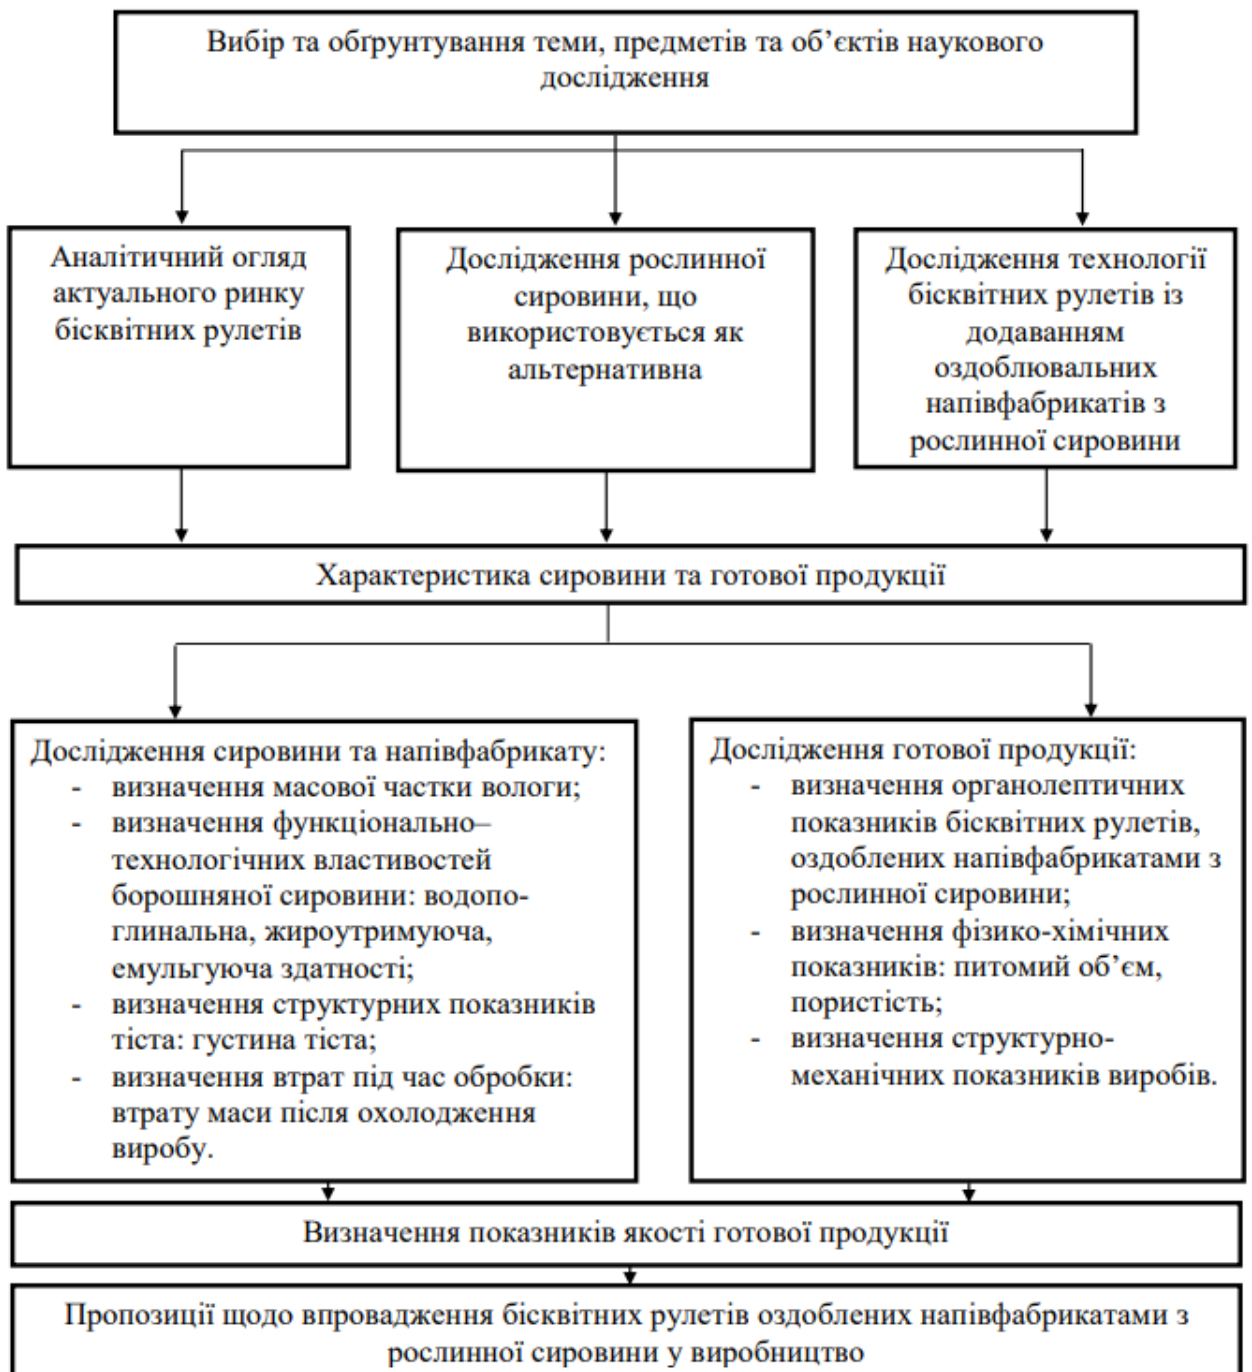 Вибір та обґрунтування теми, предметів та об’єктів наукового
дослідження
Аналітичний огляд
актуального ринку
бісквітних рулетів
Дослідження рослинної
сировини, що
використовується як
альтернативна
Дослідження технології
бісквітних рулетів із
додаванням
оздоблювальних
напівфабрикатів з
рослинної сировини
Характеристика сировини та готової продукції
Дослідження сировини та напівфабрикату:
- визначення масової частки вологи;
- визначення функціонально–
технологічних властивостей
борошняної сировини: водопо-
глинальна, жироутримуюча,
емульгуюча здатності;
- визначення структурних показників
тіста: густина тіста;
- визначення втрат під час обробки:
втрату маси після охолодження
виробу.
Дослідження готової продукції:
- визначення органолептичних
показників бісквітних рулетів,
оздоблених напівфабрикатами з
рослинної сировини;
- визначення фізико-хімічних
показників: питомий об’єм,
пористість;
- визначення структурно-
механічних показників виробів.
Визначення показників якості готової продукції
Пропозиції щодо впровадження бісквітних рулетів оздоблених напівфабрикатами з
рослинної сировини у виробництво